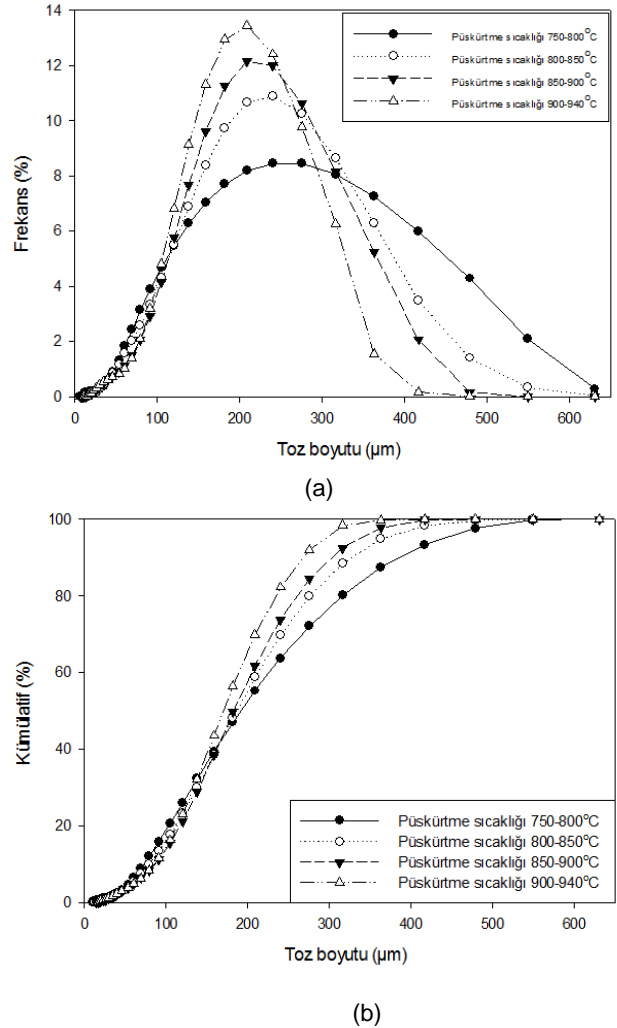 14
12
10
8
6
4
2
0
Frekans (%)
Püskürtme sıcaklığı 750-800°C
Püskürtme sıcaklığı 800-850°C
Püskürtme sıcaklığı 850-900°C
Püskürtme sıcaklığı 900-940°C
0 100 200 300 400 500 600
Toz boyutu (µm)
(a)
100
80
60
40
20
0
Kümülatif (%)
Püskürtme sıcaklığı 750-800°C
Püskürtme sıcaklığı 800-850°C
Püskürtme sıcaklığı 850-900°C
Püskürtme sıcaklığı 900-940°C
0 100 200 300 400 500 600
Toz boyutu (µm)
(b)